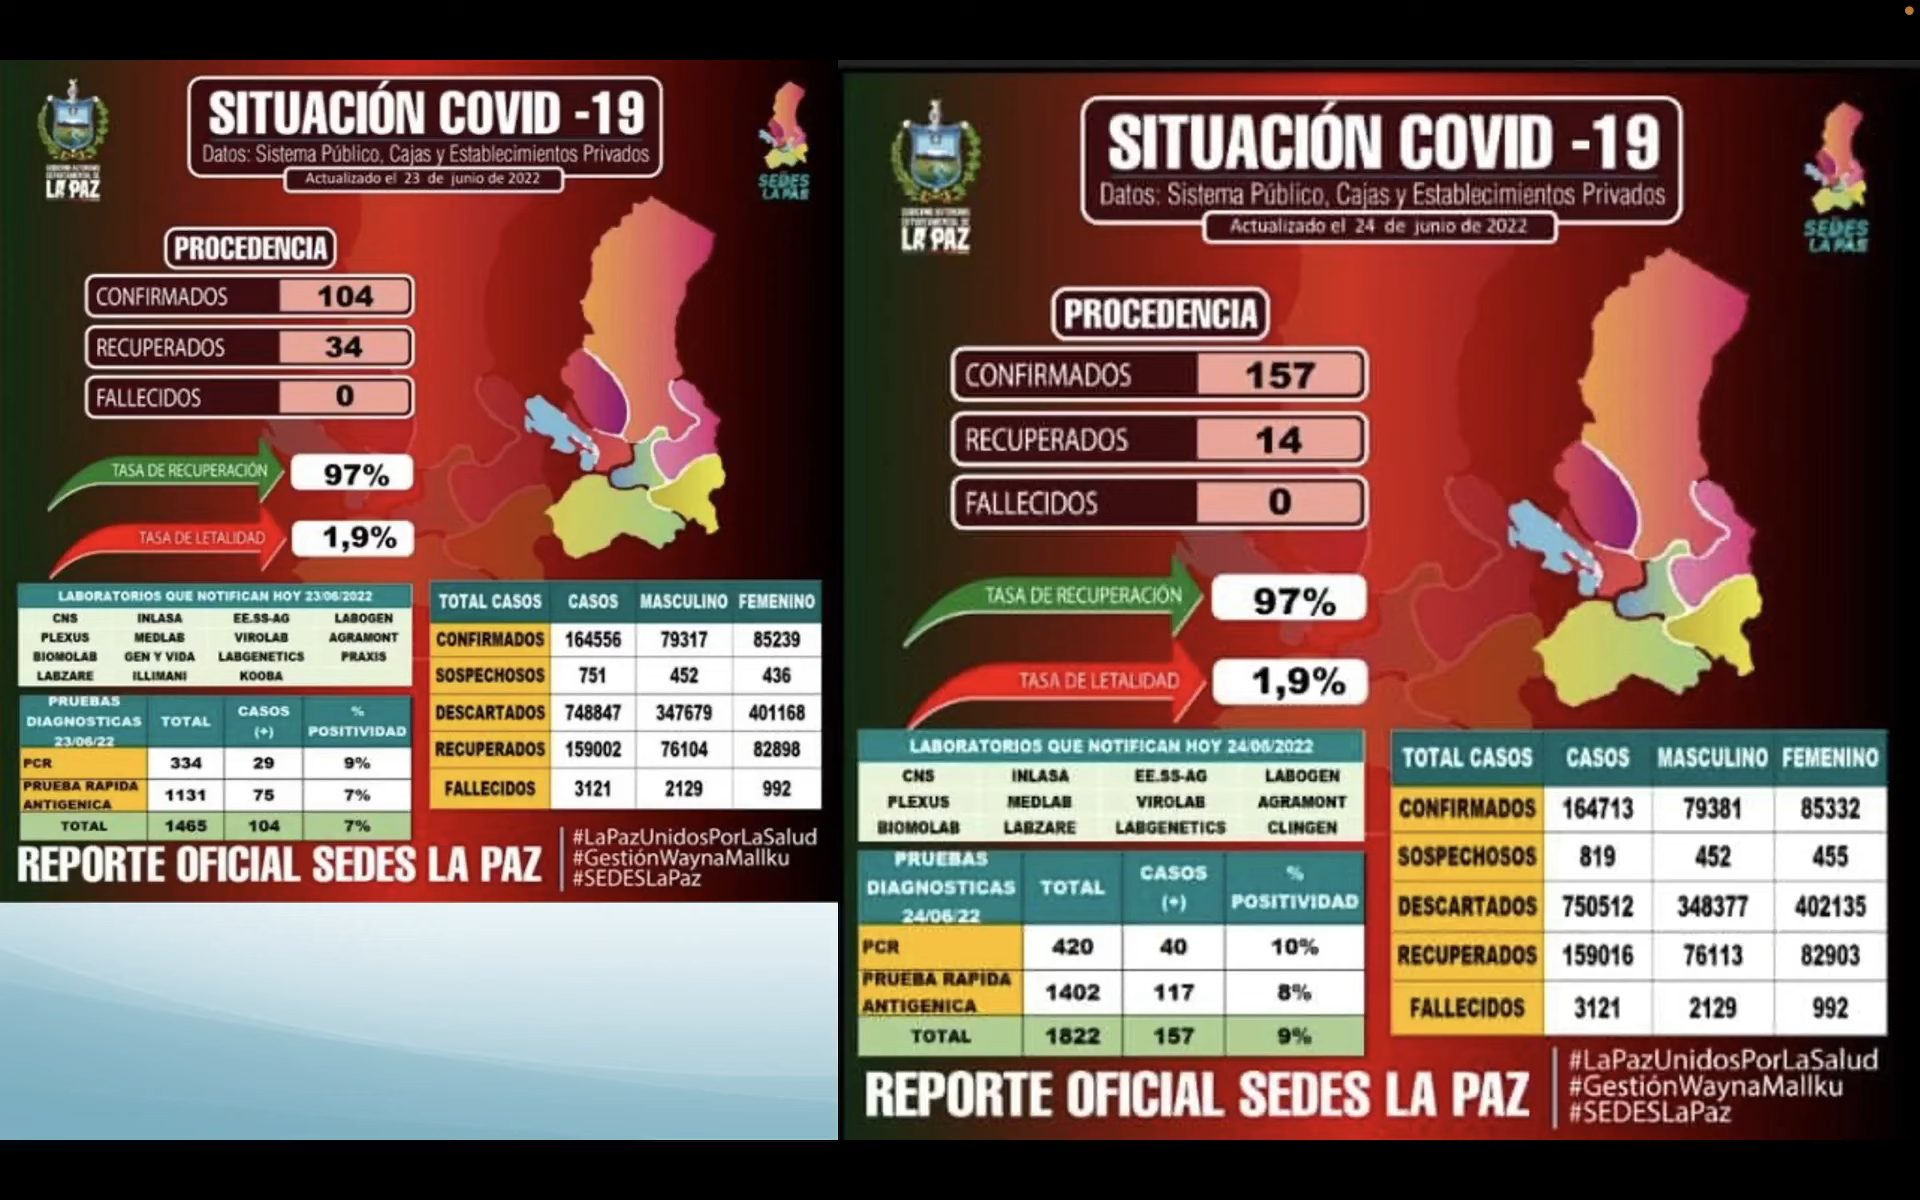 LA PAZ
SITUACIÓN COVID -19
Datos: Sistema Público, Cajas y Establecimientos Privados
Actualizado el 23 de junio de 2022
SEDES
LA PAZ
PROCEDENCIA
CONFIRMADOS 104
RECUPERADOS 34
FALLECIDOS 0
TASA DE RECUPERACIÓN 97%
TASA DE LETALIDAD 1,9%
LABORATORIOS QUE NOTIFICAN HOY 23/06/2022
CNS INLASA EE.SS-AG LABOGEN
PLEXUS MEDLAB VIROLAB AGRAMONT
BIOMOLAB GEN Y VIDA LABGENETICS PRAXIS
LABZARE ILLIMANI KOOBA
PRUEBAS
DIAGNOSTICAS
23/06/22
TOTAL
CASOS
(+)
%
POSITIVIDAD
PCR 334 29 9%
PRUEBA RAPIDA
ANTIGENICA
1131 75 7%
TOTAL 1465 104 7%
TOTAL CASOS CASOS MASCULINO FEMENINO
CONFIRMADOS 164556 79317 85239
SOSPECHOSOS 751 452 436
DESCARTADOS 748847 347679 401168
RECUPERADOS 159002 76104 82898
FALLECIDOS 3121 2129 992
REPORTE OFICIAL SEDES LA PAZ
#LaPazUnidosPorLaSalud
#GestiónWaynaMallku
#SEDESLaPaz
LA PAZ
SITUACIÓN COVID -19
Datos: Sistema Público, Cajas y Establecimientos Privados
Actualizado el 24 de junio de 2022
SEDES
LA PAZ
PROCEDENCIA
CONFIRMADOS 157
RECUPERADOS 14
FALLECIDOS 0
TASA DE RECUPERACIÓN 97%
TASA DE LETALIDAD 1,9%
LABORATORIOS QUE NOTIFICAN HOY 24/06/2022
CNS INLASA EE.SS-AG LABOGEN
PLEXUS MEDLAB VIROLAB AGRAMONT
BIOMOLAB LABZARE LABGENETICS CLINGEN
PRUEBAS
DIAGNOSTICAS
24/06/22
TOTAL
CASOS
(+)
%
POSITIVIDAD
PCR 420 40 10%
PRUEBA RAPIDA
ANTIGENICA
1402 117 8%
TOTAL 1822 157 9%
TOTAL CASOS CASOS MASCULINO FEMENINO
CONFIRMADOS 164713 79381 85332
SOSPECHOSOS 819 452 455
DESCARTADOS 750512 348377 402135
RECUPERADOS 159016 76113 82903
FALLECIDOS 3121 2129 992
REPORTE OFICIAL SEDES LA PAZ
#LaPazUnidosPorLaSalud
#GestiónWaynaMallku
#SEDESLaPaz